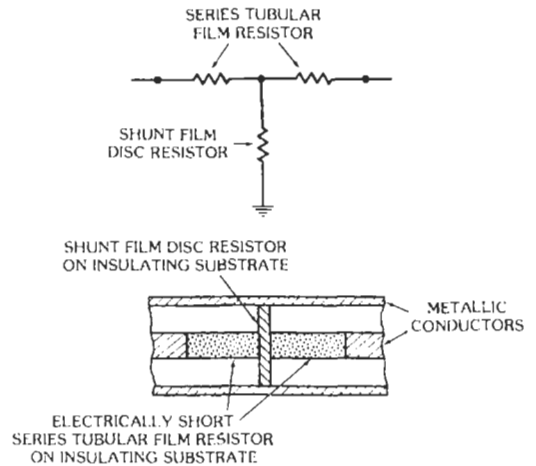 SERIES TUBULAR
FILM RESISTOR
SHUNT FILM
DISC RESISTOR
SHUNT FILM DISC RESISTOR
ON INSULATING SUBSTRATE
METALLIC
CONDUCTORS
ELECTRICALLY SHORT
SERIES TUBULAR FILM RESISTOR
ON INSULATING SUBSTRATE